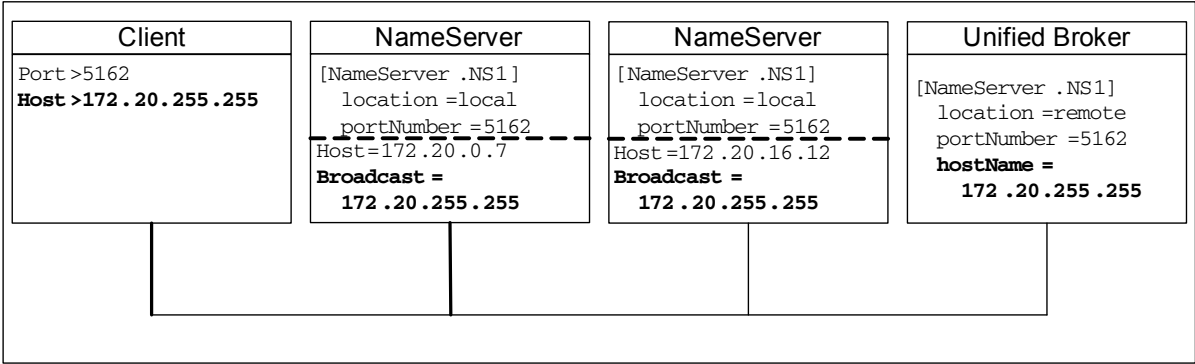 Client
Port>5162
Host>172.20.255.255
NameServer
[NameServer .NS1]
location =local
portNumber =5162
Host=172.20.0.7
Broadcast =
172.20.255.255
NameServer
[NameServer .NS1]
location =local
portNumber =5162
Host=172.20.16.12
Broadcast =
172.20.255.255
Unified Broker
[NameServer .NS1]
location =remote
portNumber =5162
hostName =
172.20.255.255